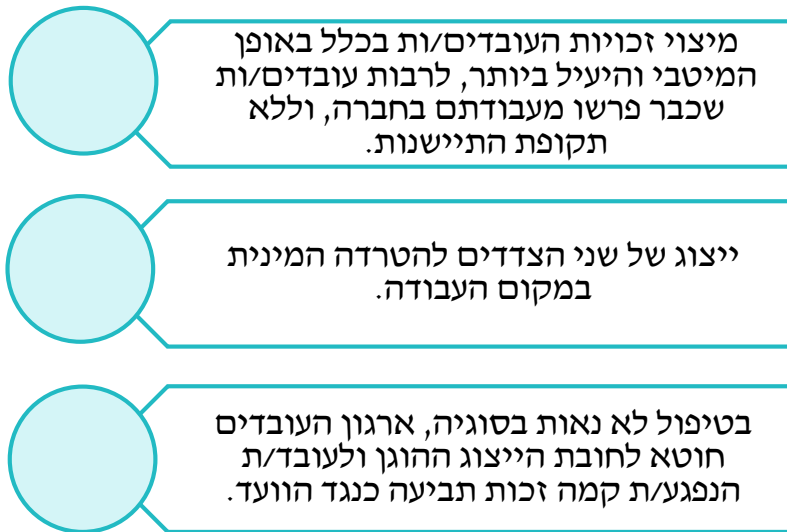 מיצוי זכויות העובדים/ות בכלל באופן
המיטבי והיעיל ביותר, לרבות עובדים/ות
שכבר פרשו מעבודתם בחברה, וללא
תקופת התיישנות.
ייצוג של שני הצדדים להטרדה המינית
במקום העבודה.
בטיפול לא נאות בסוגיה, ארגון העובדים
חוטא לחובת הייצוג ההוגן ולעובד/ת
הנפגע/ת קמה זכות תביעה כנגד הוועד.